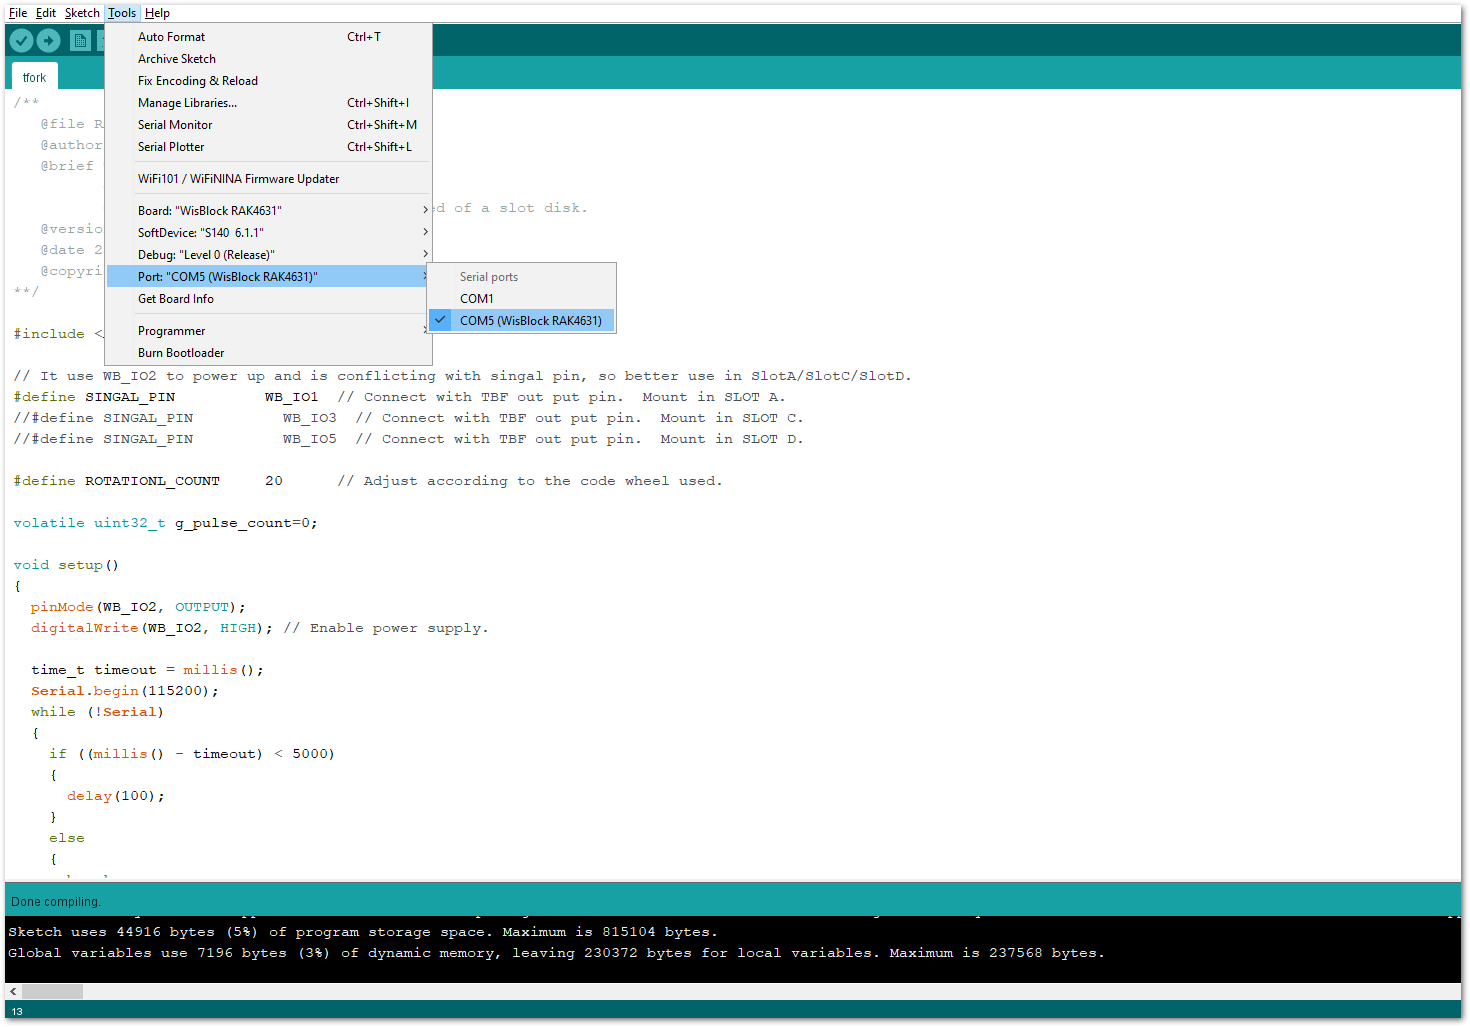 File Edit Sketch Tools Help
tfork
Auto Format Ctrl+T
Archive Sketch
Fix Encoding & Reload
Manage Libraries... Ctrl+Shift+I
Serial Monitor Ctrl+Shift+M
Serial Plotter Ctrl+Shift+L
WiFi101 / WiFiNINA Firmware Updater
Board: "WisBlock RAK4631"
SoftDevice: "S140 6.1.1"
Debug: "Level 0 (Release)"
Port: "COM5 (WisBlock RAK4631)"
Get Board Info
Programmer
Burn Bootloader
Serial ports
COM1
COM5 (WisBlock RAK4631)
/**
@file R
@author
@brief
of a slot disk.
@versio
@date 2
@copyri
**/
#include <
// It use WB_IO2 to power up and is conflicting with singal pin, so better use in SlotA/SlotC/SlotD.
#define SINGAL_PIN WB_IO1 // Connect with TBF out put pin. Mount in SLOT A.
//#define SINGAL_PIN WB_IO3 // Connect with TBF out put pin. Mount in SLOT C.
//#define SINGAL_PIN WB_IO5 // Connect with TBF out put pin. Mount in SLOT D.
#define ROTATIONL_COUNT 20 // Adjust according to the code wheel used.
volatile uint32_t g_pulse_count=0;
void setup()
{
pinMode(WB_IO2, OUTPUT);
digitalWrite(WB_IO2, HIGH); // Enable power supply.
time_t timeout = millis();
Serial.begin(115200);
while (!Serial)
{
if ((millis() - timeout) < 5000)
{
delay(100);
}
else
{
Done compiling.
Sketch uses 44916 bytes (5%) of program storage space. Maximum is 815104 bytes.
Global variables use 7196 bytes (3%) of dynamic memory, leaving 230372 bytes for local variables. Maximum is 237568 bytes.
13